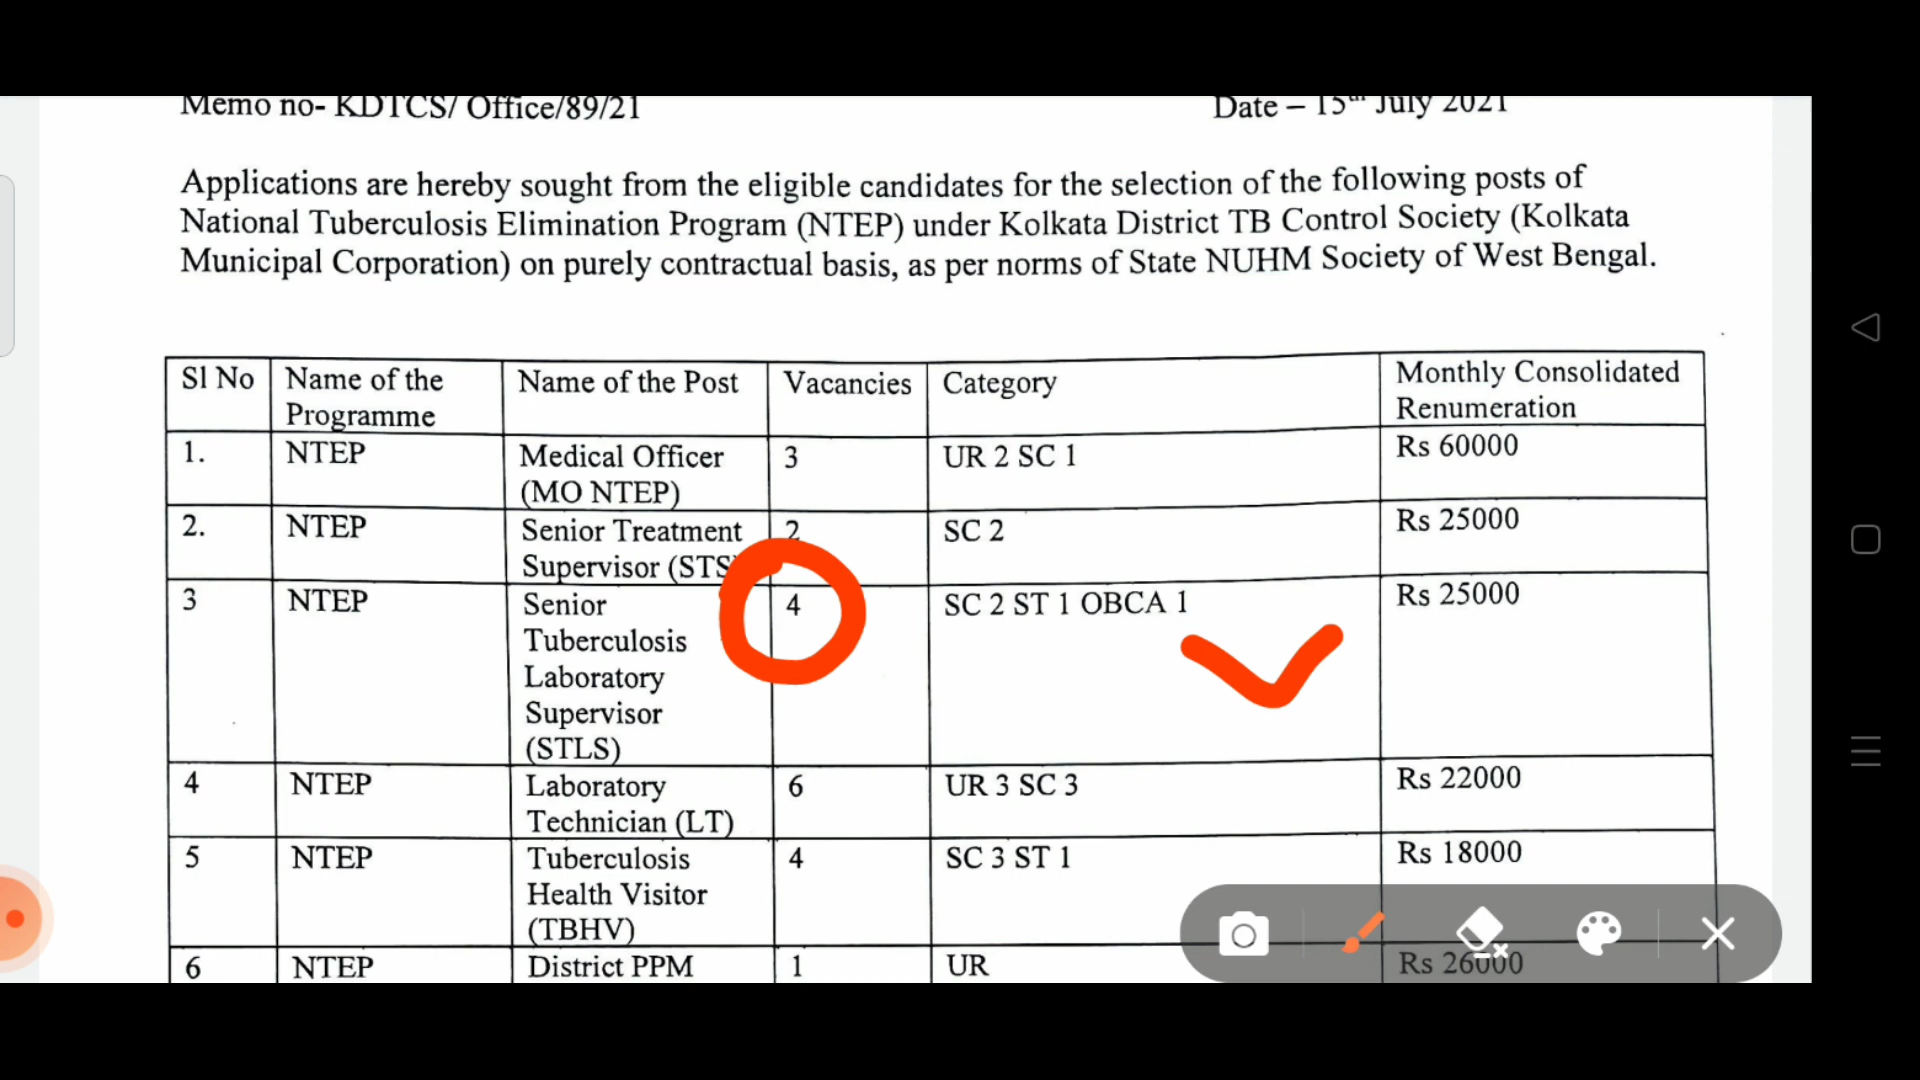 Memo no- KDTCS/ Office/89/21 Date – 15th July 2021
Applications are hereby sought from the eligible candidates for the selection of the following posts of
National Tuberculosis Elimination Program (NTEP) under Kolkata District TB Control Society (Kolkata
Municipal Corporation) on purely contractual basis, as per norms of State NUHM Society of West Bengal.
Sl No Name of the Programme Name of the Post Vacancies Category Monthly Consolidated Renumeration
1. NTEP Medical Officer (MO NTEP) 3 UR 2 SC 1 Rs 60000
2. NTEP Senior Treatment Supervisor (STS) 2 SC 2 Rs 25000
3 NTEP Senior Tuberculosis Laboratory Supervisor (STLS) 4 SC 2 ST 1 OBCA 1 Rs 25000
4 NTEP Laboratory Technician (LT) 6 UR 3 SC 3 Rs 22000
5 NTEP Tuberculosis Health Visitor (TBHV) 4 SC 3 ST 1 Rs 18000
6 NTEP District PPM 1 UR Rs 26000